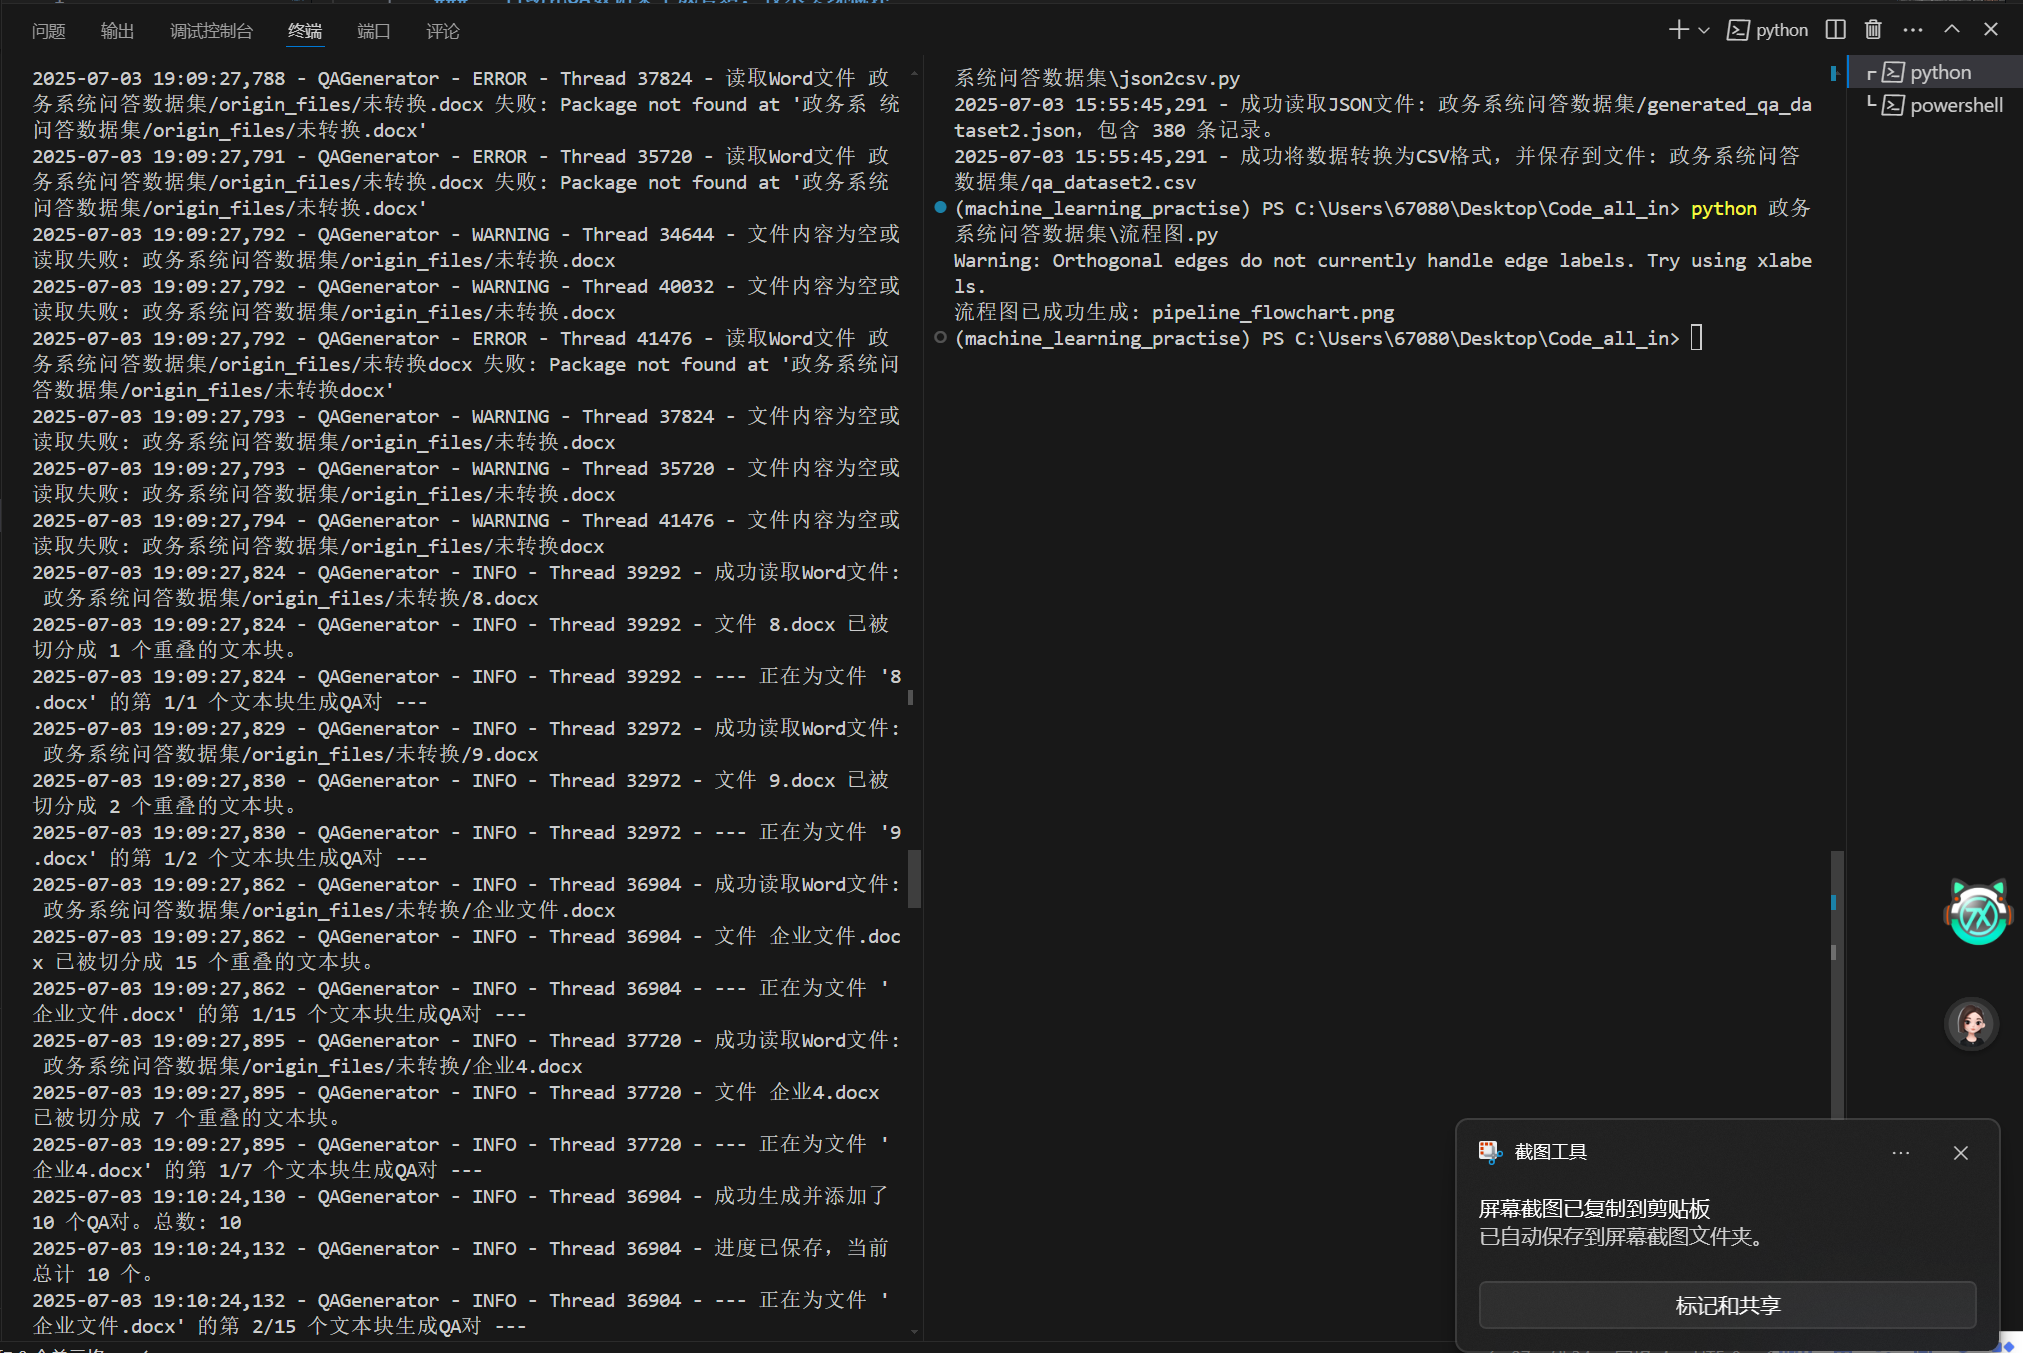 问题 输出 调试控制台 终端 端口 评论
python
2025-07-03 19:09:27,788 - QAGenerator - ERROR - Thread 37824 - 读取Word文件 政
务系统问答数据集/origin_files/未转换.docx 失败: Package not found at '政务系 统
问答数据集/origin_files/未转换.docx'
2025-07-03 19:09:27,791 - QAGenerator - ERROR - Thread 35720 - 读取Word文件 政
务系统问答数据集/origin_files/未转换.docx 失败: Package not found at '政务系统
问答数据集/origin_files/未转换.docx'
2025-07-03 19:09:27,792 - QAGenerator - WARNING - Thread 34644 - 文件内容为空或
读取失败: 政务系统问答数据集/origin_files/未转换.docx
2025-07-03 19:09:27,792 - QAGenerator - WARNING - Thread 40032 - 文件内容为空或
读取失败: 政务系统问答数据集/origin_files/未转换.docx
2025-07-03 19:09:27,792 - QAGenerator - ERROR - Thread 41476 - 读取Word文件 政
务系统问答数据集/origin_files/未转换docx 失败: Package not found at '政务系统问
答数据集/origin_files/未转换docx'
2025-07-03 19:09:27,793 - QAGenerator - WARNING - Thread 37824 - 文件内容为空或
读取失败: 政务系统问答数据集/origin_files/未转换.docx
2025-07-03 19:09:27,793 - QAGenerator - WARNING - Thread 35720 - 文件内容为空或
读取失败: 政务系统问答数据集/origin_files/未转换.docx
2025-07-03 19:09:27,794 - QAGenerator - WARNING - Thread 41476 - 文件内容为空或
读取失败: 政务系统问答数据集/origin_files/未转换docx
2025-07-03 19:09:27,824 - QAGenerator - INFO - Thread 39292 - 成功读取Word文件:
政务系统问答数据集/origin_files/未转换/8.docx
2025-07-03 19:09:27,824 - QAGenerator - INFO - Thread 39292 - 文件 8.docx 已被
切分成 1 个重叠的文本块。
2025-07-03 19:09:27,824 - QAGenerator - INFO - Thread 39292 - --- 正在为文件 '8
.docx' 的第 1/1 个文本块生成QA对 ---
2025-07-03 19:09:27,829 - QAGenerator - INFO - Thread 32972 - 成功读取Word文件:
政务系统问答数据集/origin_files/未转换/9.docx
2025-07-03 19:09:27,830 - QAGenerator - INFO - Thread 32972 - 文件 9.docx 已被
切分成 2 个重叠的文本块。
2025-07-03 19:09:27,830 - QAGenerator - INFO - Thread 32972 - --- 正在为文件 '9
.docx' 的第 1/2 个文本块生成QA对 ---
2025-07-03 19:09:27,862 - QAGenerator - INFO - Thread 36904 - 成功读取Word文件:
政务系统问答数据集/origin_files/未转换/企业文件.docx
2025-07-03 19:09:27,862 - QAGenerator - INFO - Thread 36904 - 文件 企业文件.doc
x 已被切分成 15 个重叠的文本块。
2025-07-03 19:09:27,862 - QAGenerator - INFO - Thread 36904 - --- 正在为文件 '
企业文件.docx' 的第 1/15 个文本块生成QA对 ---
2025-07-03 19:09:27,895 - QAGenerator - INFO - Thread 37720 - 成功读取Word文件:
政务系统问答数据集/origin_files/未转换/企业4.docx
2025-07-03 19:09:27,895 - QAGenerator - INFO - Thread 37720 - 文件 企业4.docx
已被切分成 7 个重叠的文本块。
2025-07-03 19:09:27,895 - QAGenerator - INFO - Thread 37720 - --- 正在为文件 '
企业4.docx' 的第 1/7 个文本块生成QA对 ---
2025-07-03 19:10:24,130 - QAGenerator - INFO - Thread 36904 - 成功生成并添加了
10 个QA对。总数: 10
2025-07-03 19:10:24,132 - QAGenerator - INFO - Thread 36904 - 进度已保存，当前
总计 10 个。
2025-07-03 19:10:24,132 - QAGenerator - INFO - Thread 36904 - --- 正在为文件 '
企业文件.docx' 的第 2/15 个文本块生成QA对 ---
系统问答数据集\json2csv.py
2025-07-03 15:55:45,291 - 成功读取JSON文件: 政务系统问答数据集/generated_qa_da
taset2.json，包含 380 条记录。
2025-07-03 15:55:45,291 - 成功将数据转换为CSV格式，并保存到文件: 政务系统问答
数据集/qa_dataset2.csv
(machine_learning_practise) PS C:\Users\67080\Desktop\Code_all_in> python 政务
系统问答数据集\流程图.py
Warning: Orthogonal edges do not currently handle edge labels. Try using xlabe
ls.
流程图已成功生成: pipeline_flowchart.png
(machine_learning_practise) PS C:\Users\67080\Desktop\Code_all_in>
python
powershell
截图工具
屏幕截图已复制到剪贴板
已自动保存到屏幕截图文件夹。
标记和共享